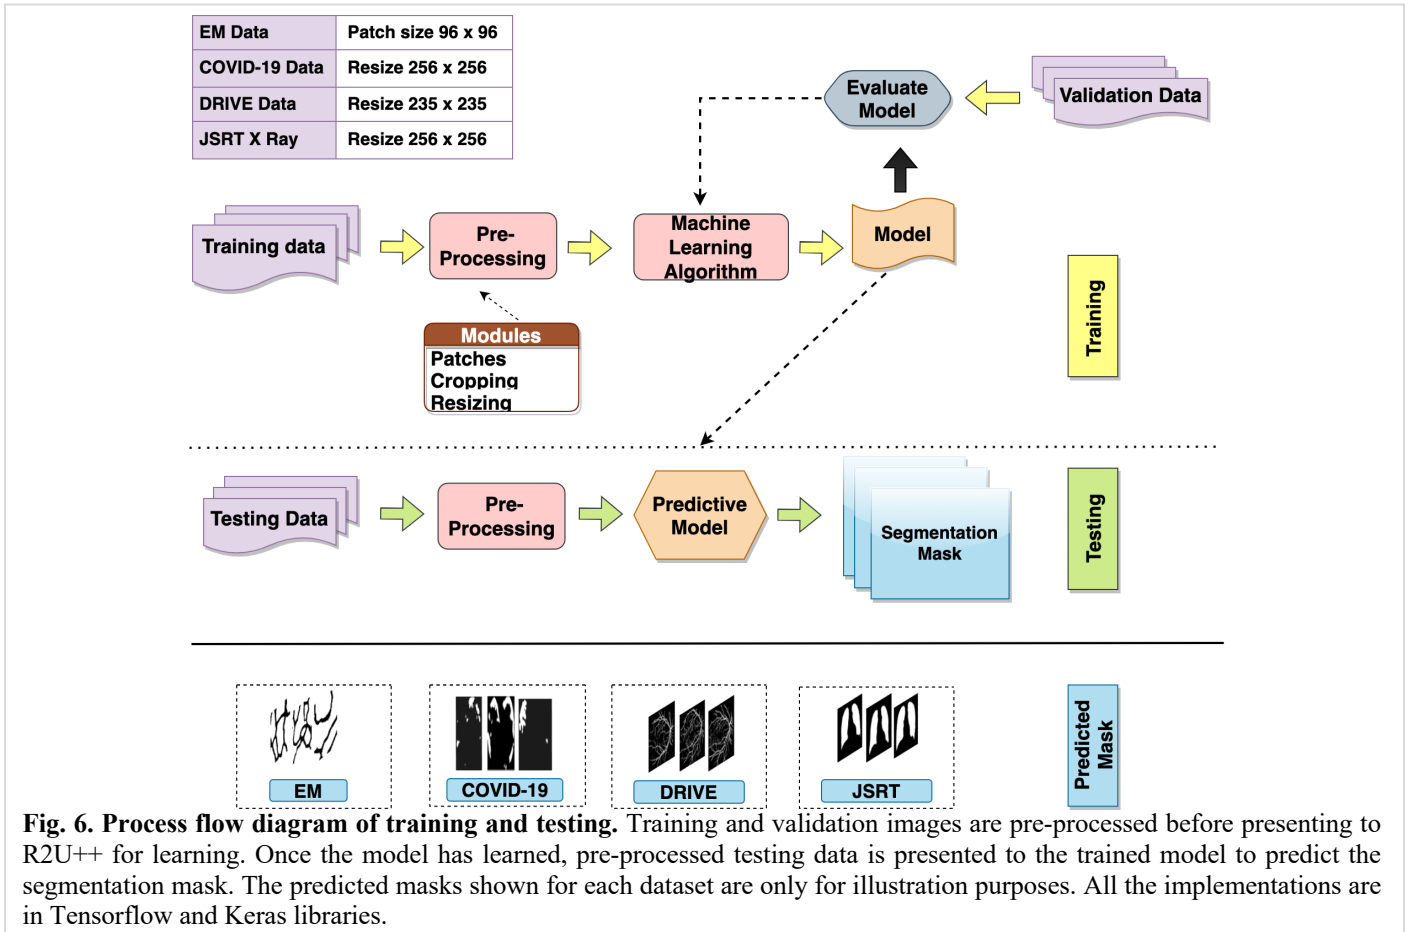 EM Data Patch size 96 x 96
COVID-19 Data Resize 256 x 256
DRIVE Data Resize 235 x 235
JSRT X Ray Resize 256 x 256
Evaluate
Model
Validation Data
Training data
Pre-
Processing
Machine
Learning
Algorithm
Model
Modules
Patches
Cropping
Resizing
Training
Testing Data
Pre-
Processing
Predictive
Model
Segmentation
Mask
Testing
EM
COVID-19
DRIVE
JSRT
Predicted
Mask
Fig. 6. Process flow diagram of training and testing. Training and validation images are pre-processed before presenting to
R2U++ for learning. Once the model has learned, pre-processed testing data is presented to the trained model to predict the
segmentation mask. The predicted masks shown for each dataset are only for illustration purposes. All the implementations are
in Tensorflow and Keras libraries.